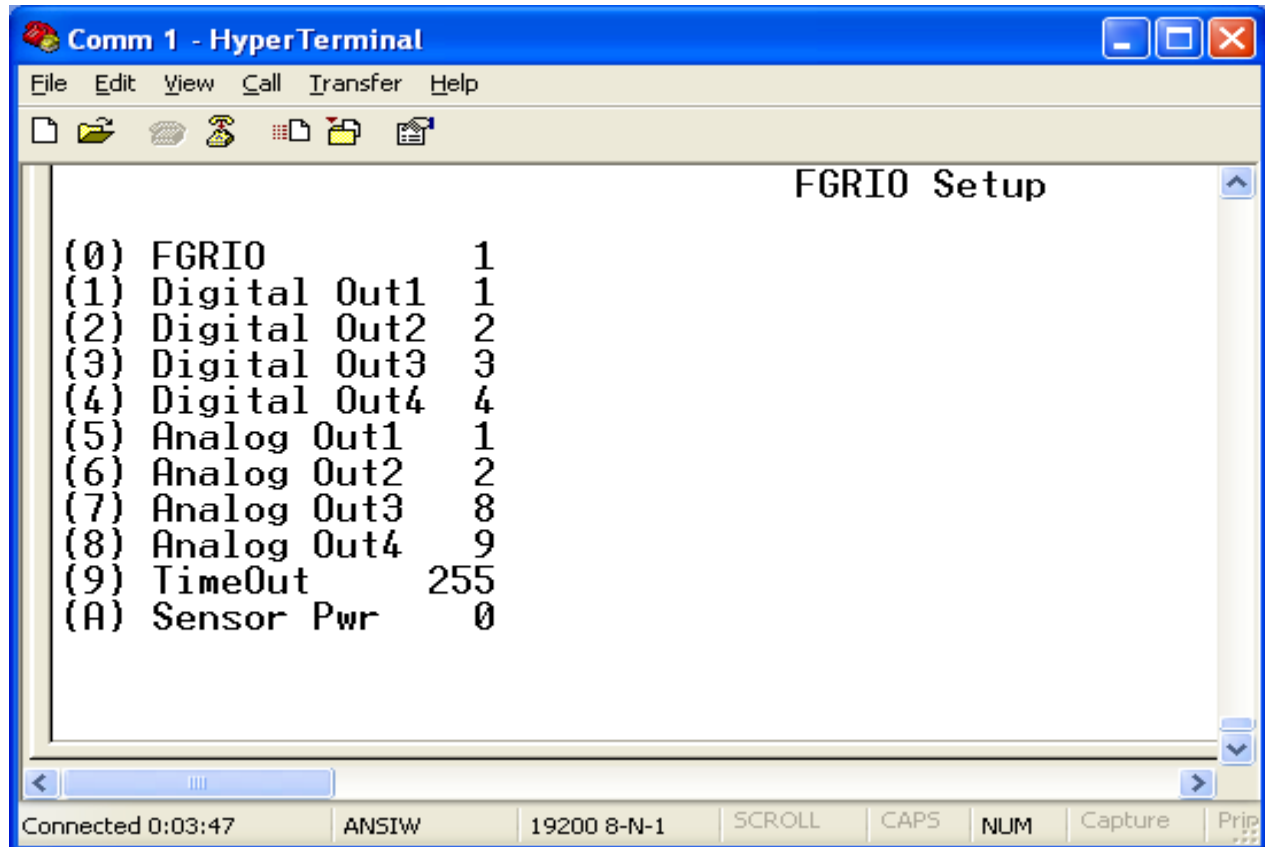 Comm 1 - HyperTerminal
File Edit View Call Transfer Help
FGRIO Setup
(0) FGRIO 1
(1) Digital Out1 1
(2) Digital Out2 2
(3) Digital Out3 3
(4) Digital Out4 4
(5) Analog Out1 1
(6) Analog Out2 2
(7) Analog Out3 8
(8) Analog Out4 9
(9) TimeOut 255
(A) Sensor Pwr 0
Connected 0:03:47 ANSIW 19200 8-N-1 SCROLL CAPS NUM Capture